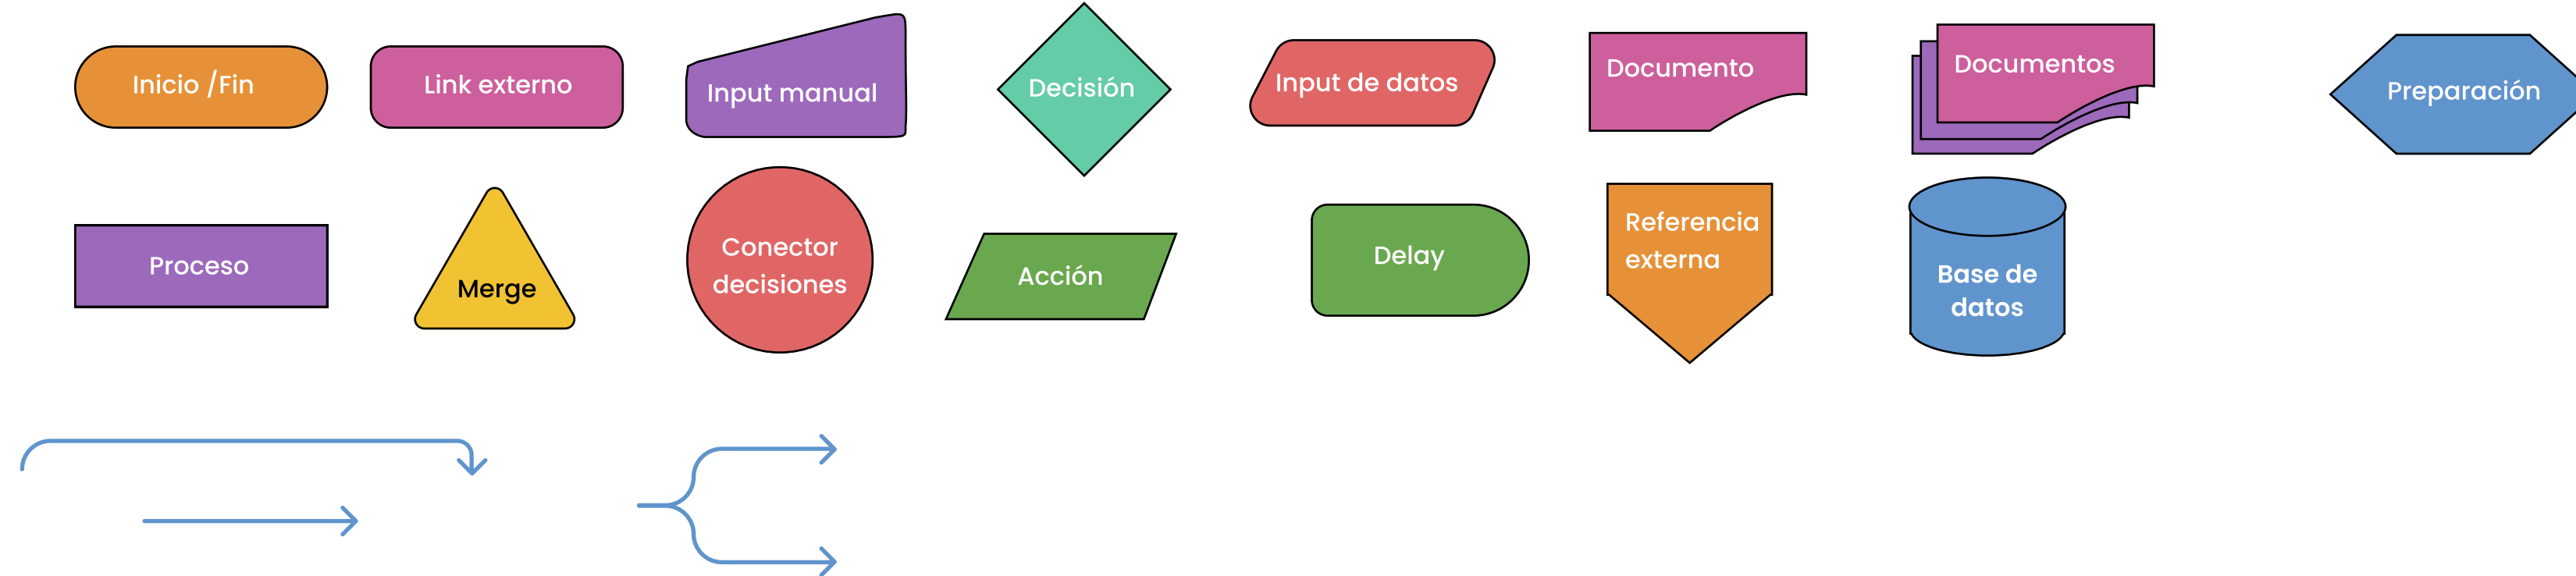 Inicio /Fin
Link externo
Input manual
Decisión
Input de datos
Documento
Documentos
Preparación
Proceso
Merge
Conector
decisiones
Acción
Delay
Referencia
externa
Base de
datos